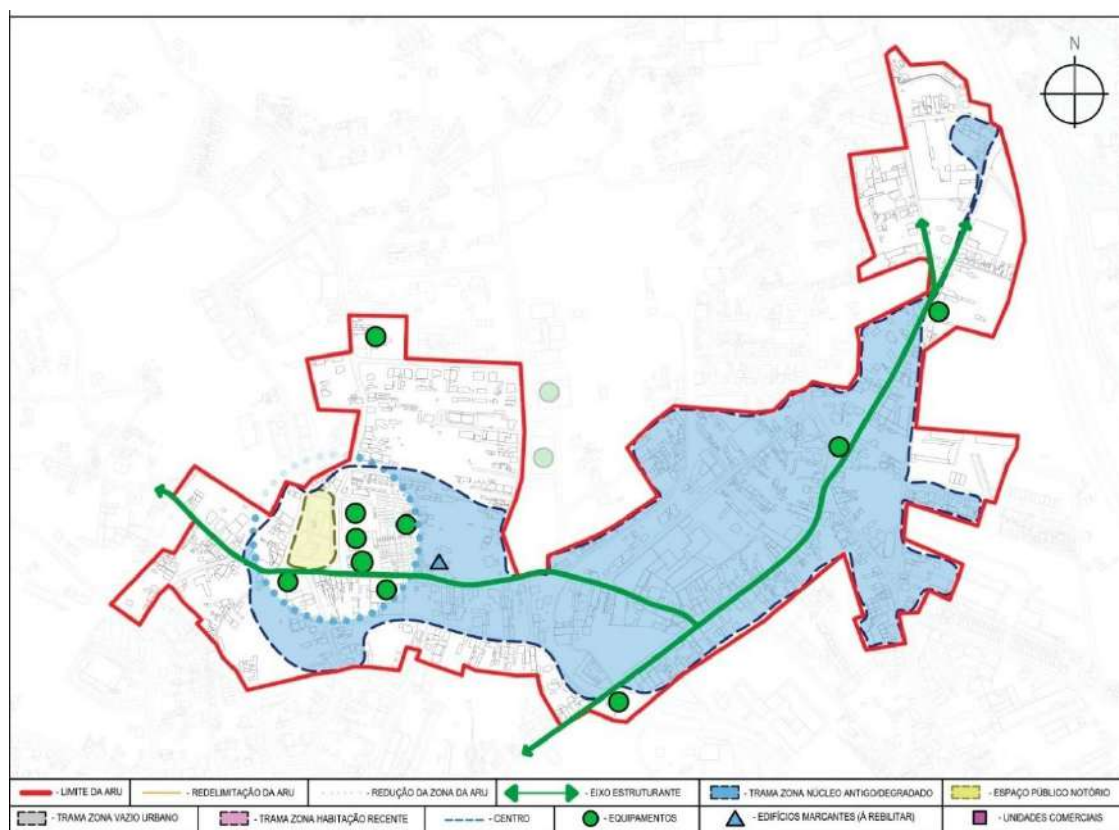 N
- LIMITE DA ARU
- REDELIMITAÇÃO DA ARU
- REDUÇÃO DA ZONA DA ARU
- EIXO ESTRUTURANTE
- TRAMA ZONA NÚCLEO ANTIGO/DEGRADADO
- ESPAÇO PÚBLICO NOTÓRIO
- TRAMA ZONA VAZIO URBANO
- TRAMA ZONA HABITAÇÃO RECENTE
- CENTRO
- EQUIPAMENTOS
- EDIFÍCIOS MARCANTES (Á REBILITAR)
- UNIDADES COMERCIAIS